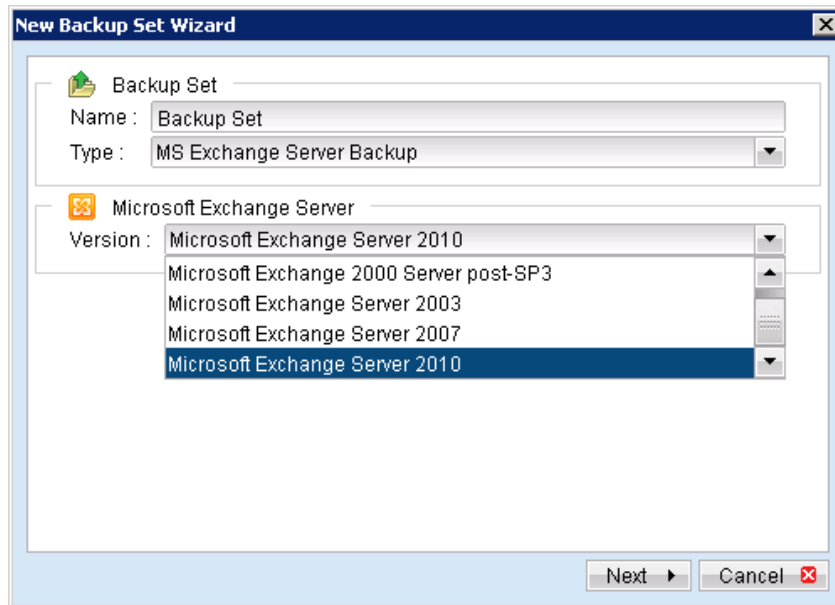 New Backup Set Wizard
Backup Set
Name : Backup Set
Type : MS Exchange Server Backup
Microsoft Exchange Server
Version : Microsoft Exchange Server 2010
Microsoft Exchange 2000 Server post-SP3
Microsoft Exchange Server 2003
Microsoft Exchange Server 2007
Microsoft Exchange Server 2010
Next Cancel